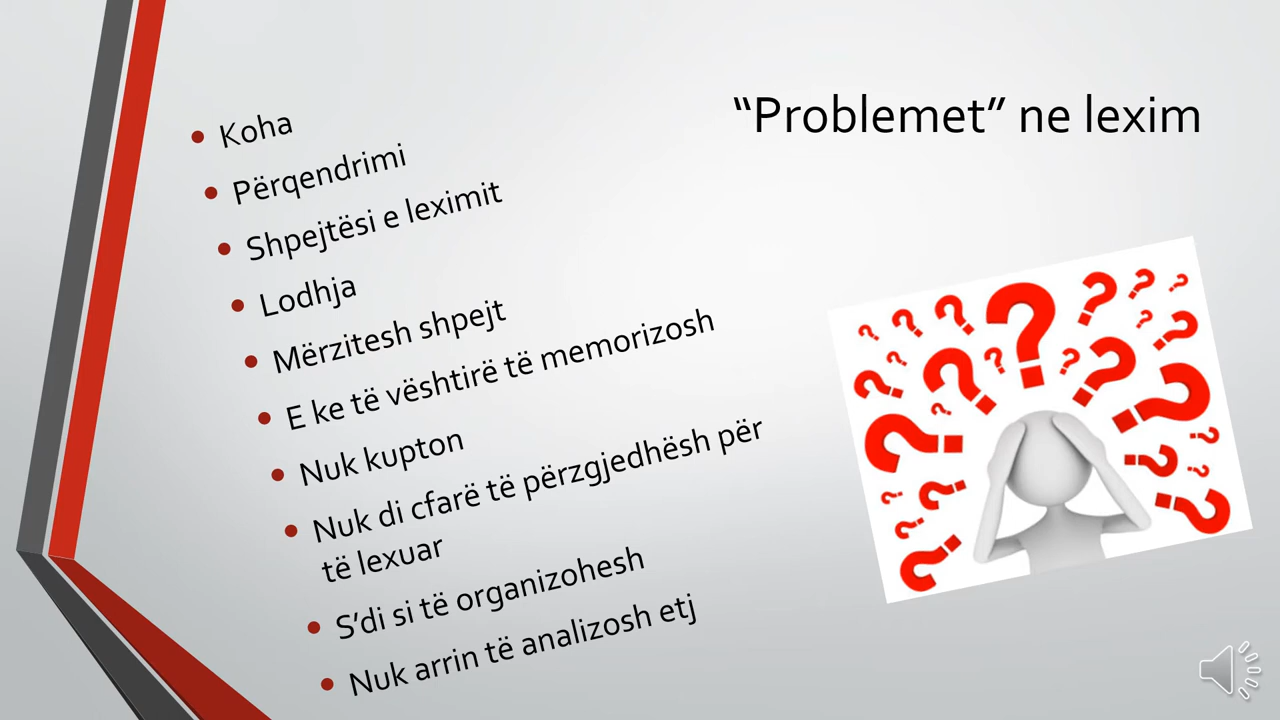 “Problemet” ne lexim
Koha
Përqendrimi
Shpejtësi e leximit
Lodhja
Mërzitesh shpejt
E ke të vështirë të memorizosh
Nuk kupton
Nuk di cfarë të përzgjedhësh për
të lexuar
S’di si të organizohesh
Nuk arrin të analizosh etj